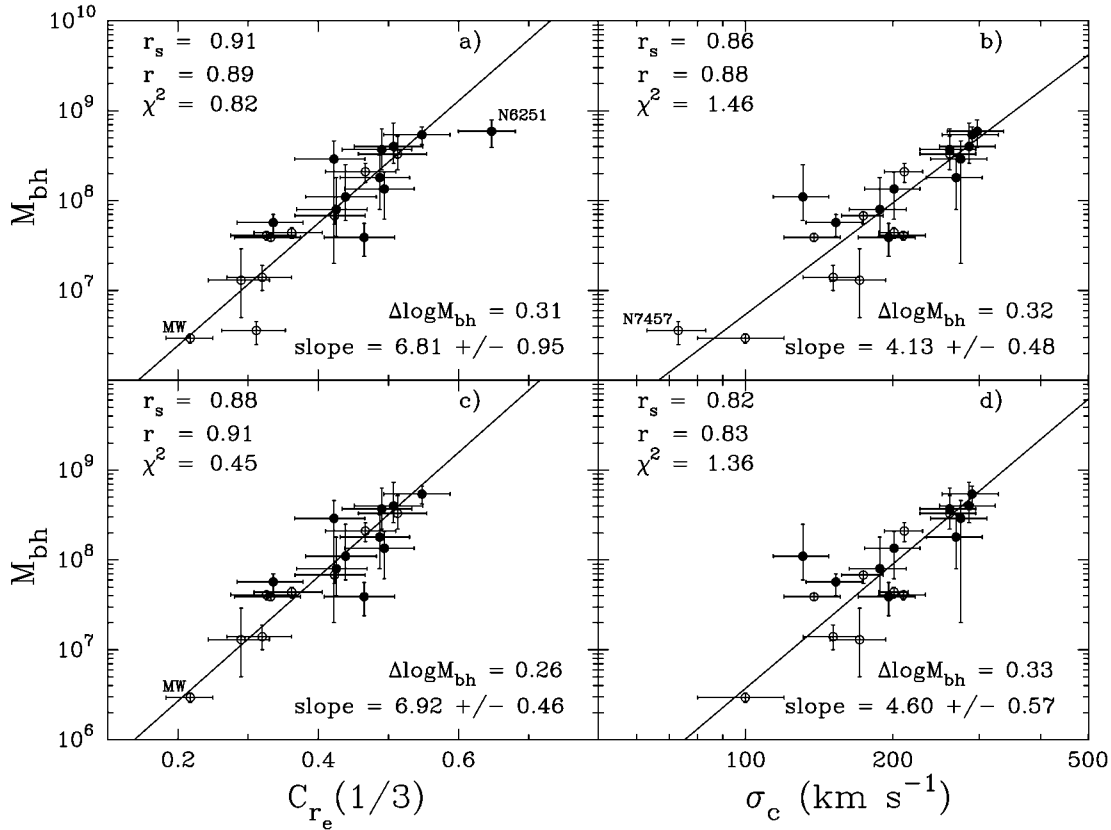 10^10
10^9
10^8
10^7
M_bh
r_s = 0.91
r = 0.89
χ^2 = 0.82
a)
N6251
MW
ΔlogM_bh = 0.31
slope = 6.81 +/- 0.95
r_s = 0.86
r = 0.88
χ^2 = 1.46
b)
N7457
ΔlogM_bh = 0.32
slope = 4.13 +/- 0.48
10^9
10^8
10^7
10^6
M_bh
r_s = 0.88
r = 0.91
χ^2 = 0.45
c)
MW
ΔlogM_bh = 0.26
slope = 6.92 +/- 0.46
r_s = 0.82
r = 0.83
χ^2 = 1.36
d)
ΔlogM_bh = 0.33
slope = 4.60 +/- 0.57
0.2 0.4 0.6
100 200 500
C_r_e (1/3)
σ_c (km s^-1)